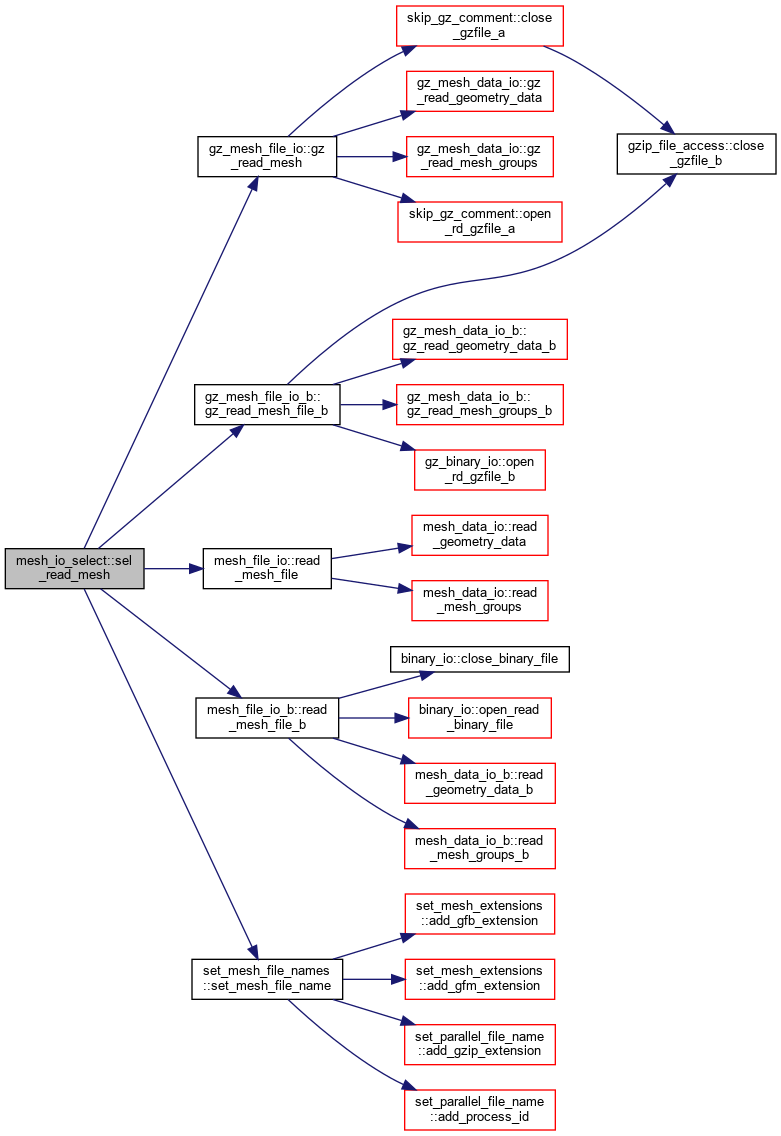 skip_gz_comment::close
_gzfile_a
gz_mesh_data_io::gz
_read_geometry_data
gzip_file_access::close
_gzfile_b
gz_mesh_file_io::gz
_read_mesh
gz_mesh_data_io::gz
_read_mesh_groups
skip_gz_comment::open
_rd_gzfile_a
gz_mesh_data_io_b::
gz_read_geometry_data_b
gz_mesh_file_io_b::
gz_read_mesh_file_b
gz_mesh_data_io_b::
gz_read_mesh_groups_b
gz_binary_io::open
_rd_gzfile_b
mesh_data_io::read
_geometry_data
mesh_io_select::sel
_read_mesh
mesh_file_io::read
_mesh_file
mesh_data_io::read
_mesh_groups
binary_io::close_binary_file
mesh_file_io_b::read
_mesh_file_b
binary_io::open_read
_binary_file
mesh_data_io_b::read
_geometry_data_b
mesh_data_io_b::read
_mesh_groups_b
set_mesh_extensions
::add_gfb_extension
set_mesh_file_names
::set_mesh_file_name
set_mesh_extensions
::add_gfm_extension
set_parallel_file_name
::add_gzip_extension
set_parallel_file_name
::add_process_id